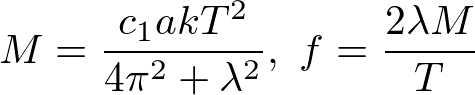 M = \frac{c_1 a k T^2}{4\pi^2 + \lambda^2}, \ f = \frac{2\lambda M}{T}